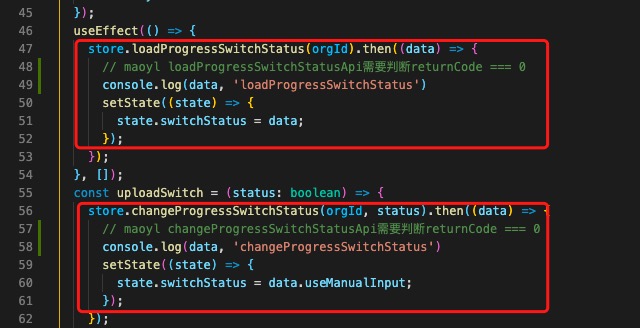 45 });
46 useEffect(() => {
47 store.loadProgressSwitchStatus(orgId).then((data) => {
48 // maoyl loadProgressSwitchStatusApi需要判断returnCode === 0
49 console.log(data, 'loadProgressSwitchStatus')
50 setState((state) => {
51 state.switchStatus = data;
52 });
53 });
54 }, []);
55 const uploadSwitch = (status: boolean) => {
56 store.changeProgressSwitchStatus(orgId, status).then((data) => {
57 // maoyl changeProgressSwitchStatusApi需要判断returnCode === 0
58 console.log(data, 'changeProgressSwitchStatus')
59 setState((state) => {
60 state.switchStatus = data.useManualInput;
61 });
62 });